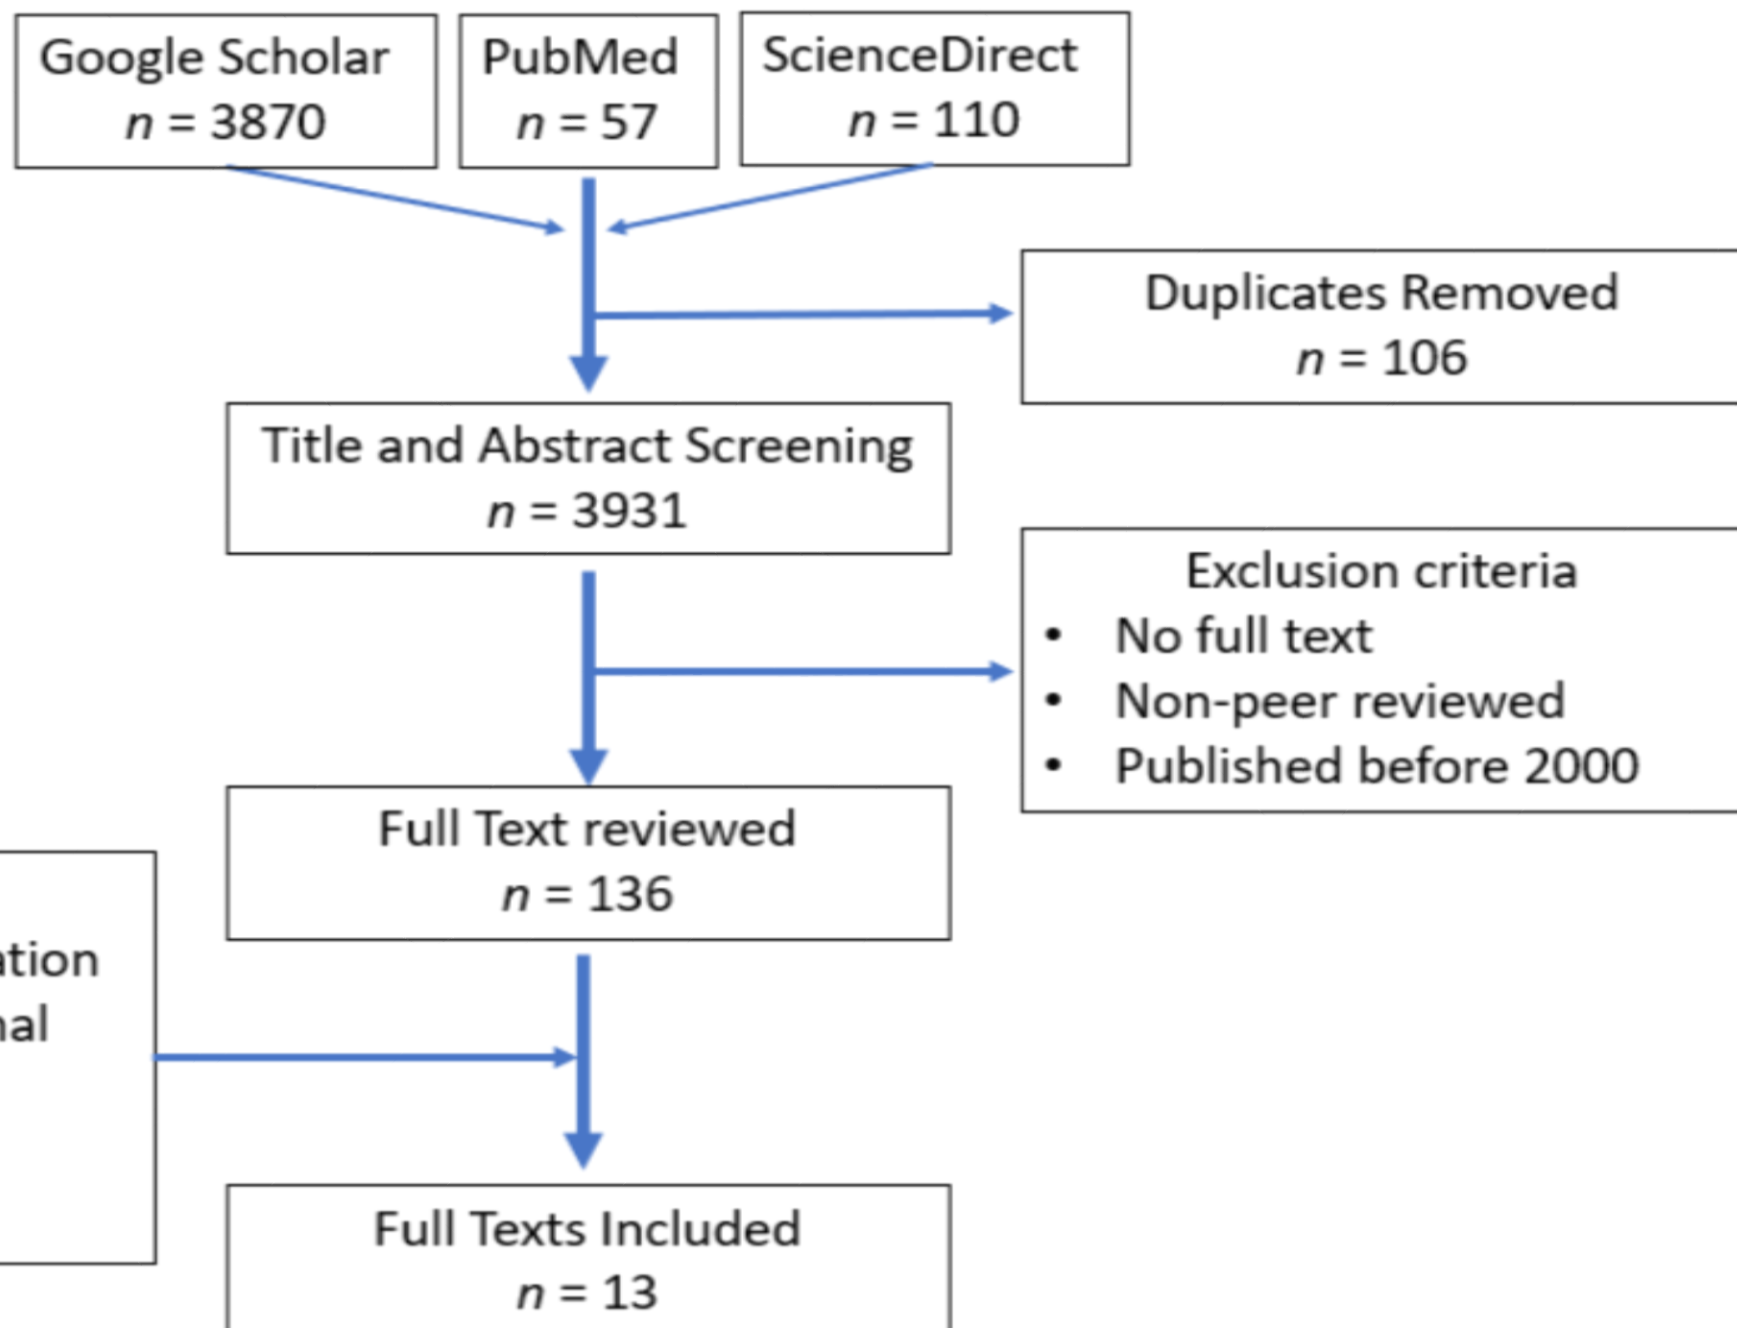 Google Scholar
n = 3870
PubMed
n = 57
ScienceDirect
n = 110
Duplicates Removed
n = 106
Title and Abstract Screening
n = 3931
Exclusion criteria
• No full text
• Non-peer reviewed
• Published before 2000
Full Text reviewed
n = 136
Full Texts Included
n = 13